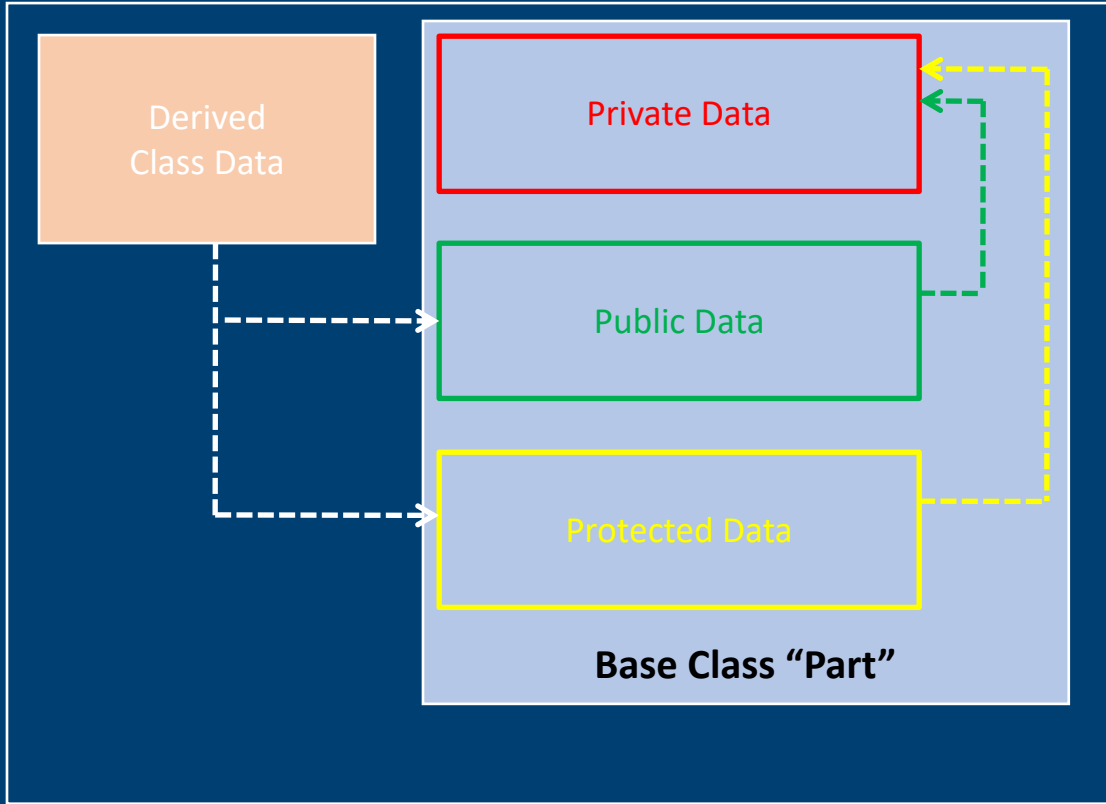 Derived
Class Data
Private Data
Public Data
Protected Data
Base Class “Part”